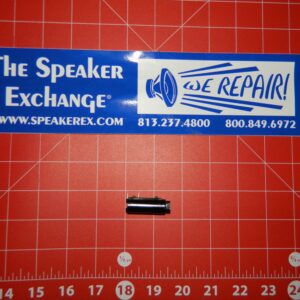 The Speaker
Exchange®
WE REPAIR!
www.speakerex.com
813.237.4800 800.849.6972
14 15 16 17 18 19 20 21 22 23 24